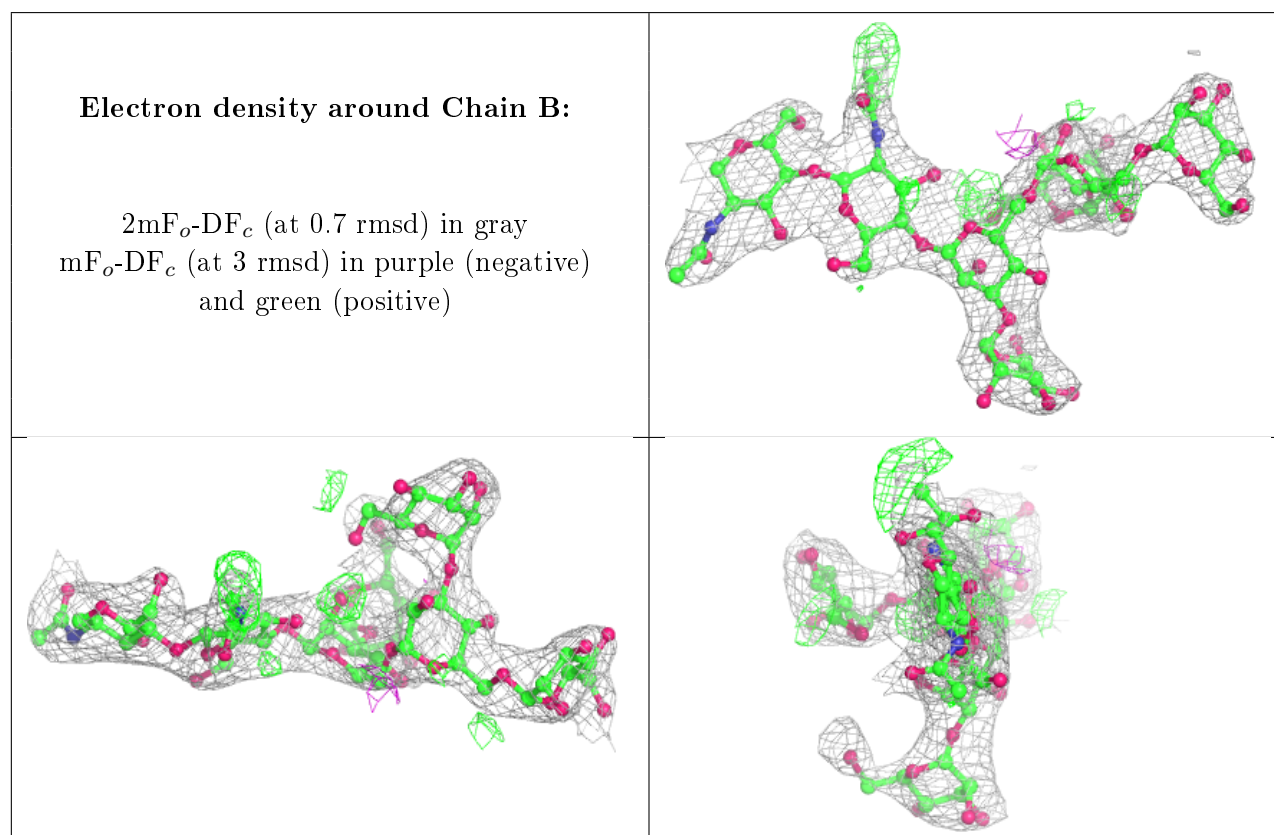 Electron density around Chain B:
2mFₒ-DF𝒸 (at 0.7 rmsd) in gray
mFₒ-DF𝒸 (at 3 rmsd) in purple (negative)
and green (positive)